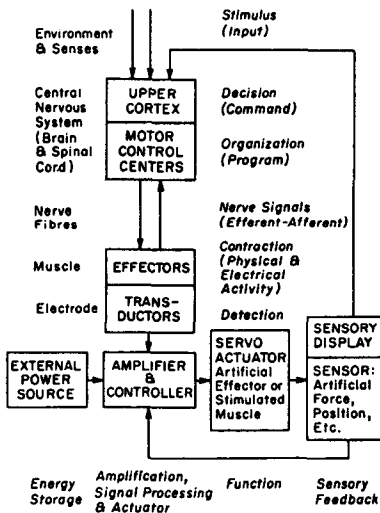 Environment
& Senses
Stimulus
(Input)
Central
Nervous
System
(Brain
& Spinal
Cord)
UPPER
CORTEX
MOTOR
CONTROL
CENTERS
Decision
(Command)
Organization
(Program)
Nerve
Fibres
Nerve Signals
(Efferent-Afferent)
Muscle
EFFECTORS
Contraction
(Physical &
Electrical
Activity)
Electrode
TRANS-
DUCTORS
Detection
EXTERNAL
POWER
SOURCE
AMPLIFIER
&
CONTROLLER
SERVO
ACTUATOR
Artificial
Effector or
Stimulated
Muscle
SENSORY
DISPLAY
SENSOR:
Artificial
Force,
Position,
Etc.
Energy
Storage
Amplification,
Signal Processing
& Actuator
Function
Sensory
Feedback